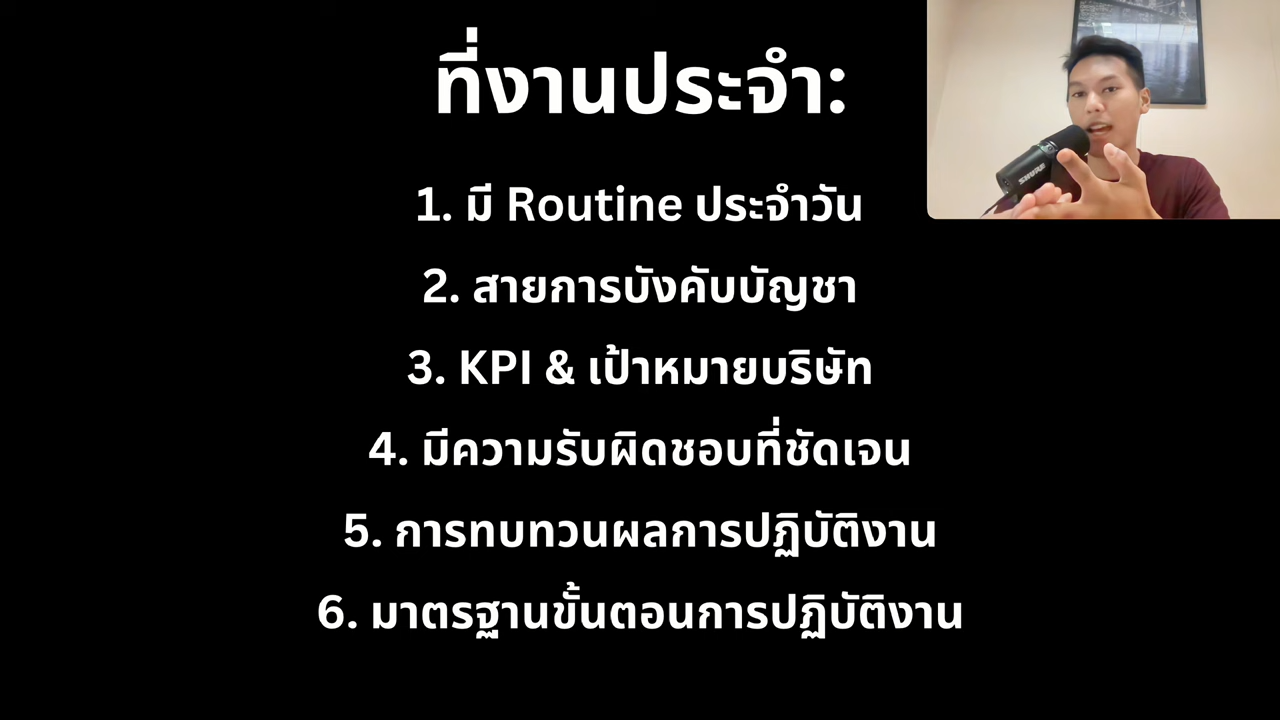 ที่งานประจำ:
1. มี Routine ประจำวัน
2. สายการบังคับบัญชา
3. KPI & เป้าหมายบริษัท
4. มีความรับผิดชอบที่ชัดเจน
5. การทบทวนผลการปฏิบัติงาน
6. มาตรฐานขั้นตอนการปฏิบัติงาน
SHURE